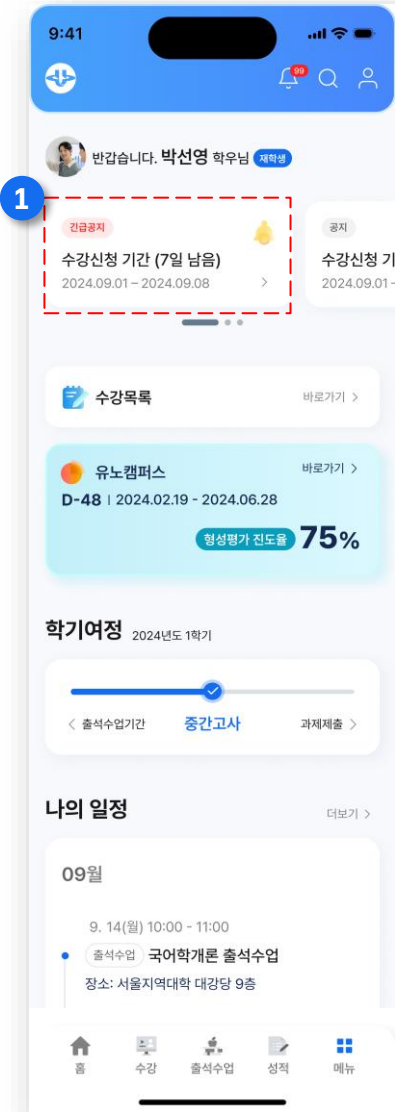 9:41
99
반갑습니다. 박선영 학우님 재학생
1
긴급공지
수강신청 기간 (7일 남음)
2024.09.01 – 2024.09.08
공지
수강신청 기
2024.09.01 –
수강목록
바로가기
유노캠퍼스
바로가기
D-48 | 2024.02.19 - 2024.06.28
형성평가 진도율 75%
학기여정 2024년도 1학기
출석수업기간 중간고사 과제제출
나의 일정
더보기
09월
9. 14(월) 10:00 - 11:00
출석수업 국어학개론 출석수업
장소: 서울지역대학 대강당 9층
홈 수강 출석수업 성적 메뉴